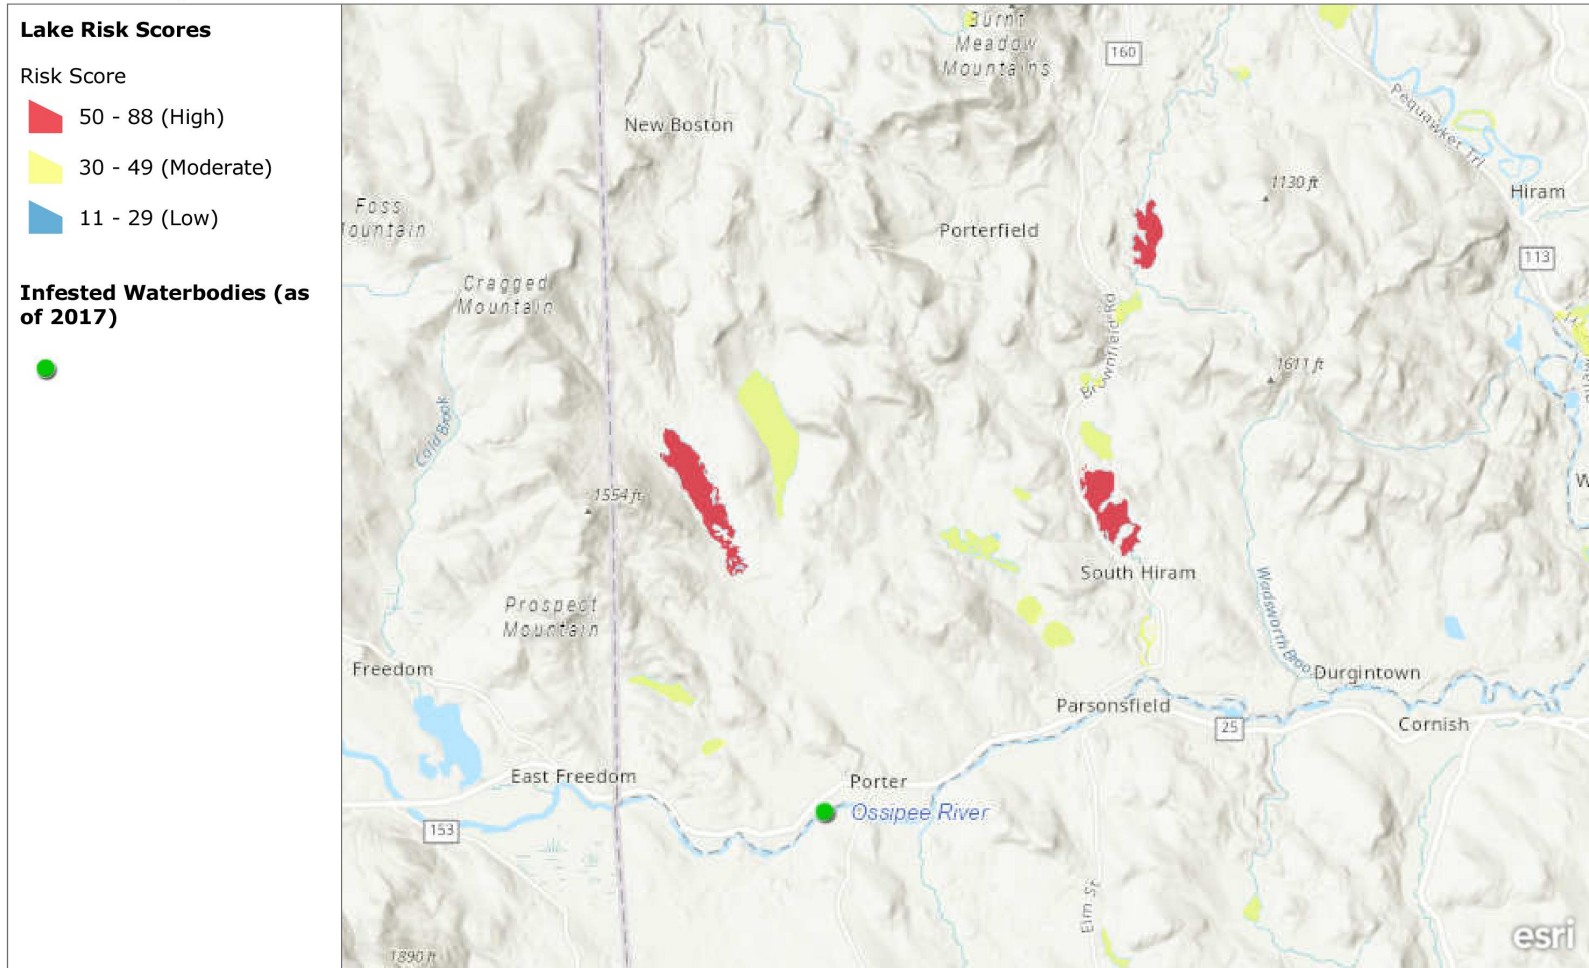 Lake Risk Scores
Risk Score
50 - 88 (High)
30 - 49 (Moderate)
11 - 29 (Low)
Infested Waterbodies (as
of 2017)
Burnt
Meadow
Mountains
160
New Boston
Pequawket Trl
1130 ft
Hiram
Foss
Mountain
Porterfield
113
Cragged
Mountain
Brownfield Rd
1611 ft
Cold Brook
1554 ft
W
South Hiram
Prospect
Mountain
Wadsworth Broo
Freedom
Durgintown
Parsonsfield
25
Cornish
East Freedom
Porter
Ossipee River
153
Elm St
1890 ft
esri